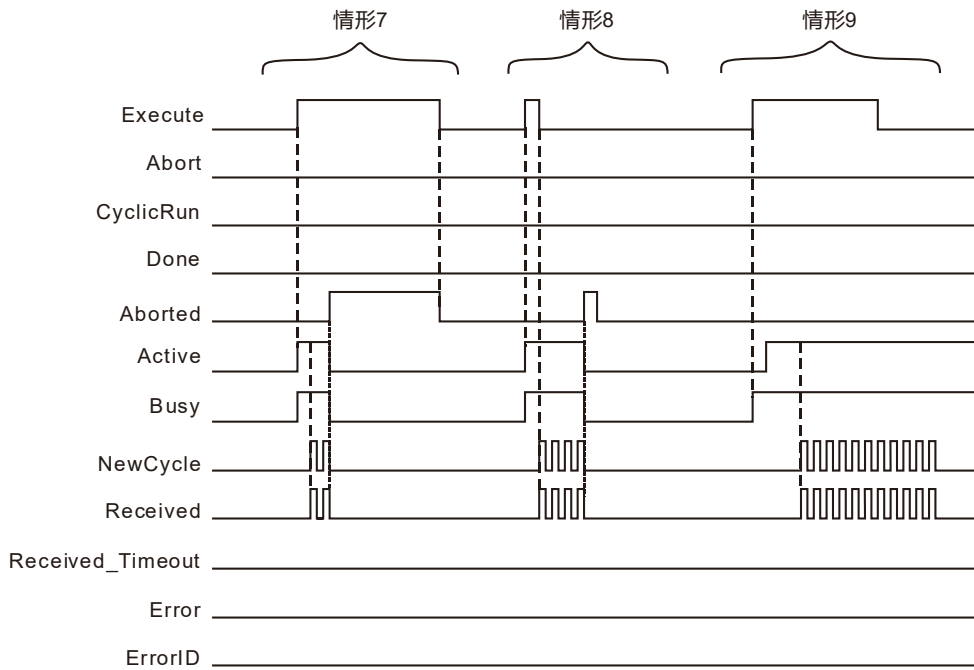 情形7 情形8 情形9
Execute
Abort
CyclicRun
Done
Aborted
Active
Busy
NewCycle
Received
Received_Timeout
Error
ErrorID